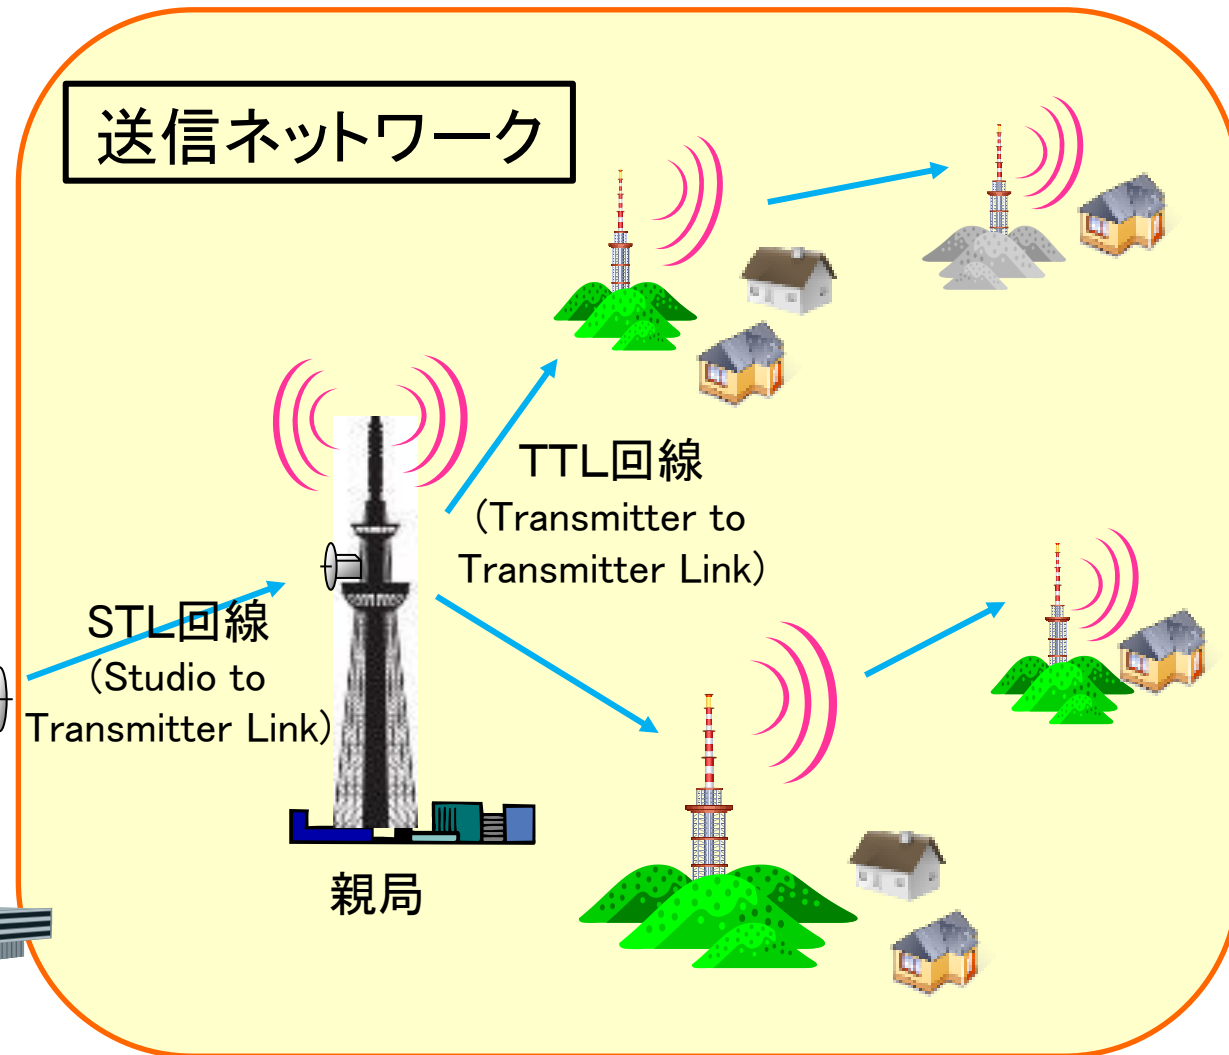 送信ネットワーク
TTL回線
(Transmitter to
Transmitter Link)
STL回線
(Studio to
Transmitter Link)
親局